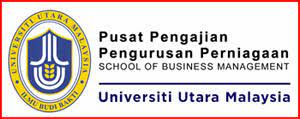 UNIVERSITI UTARA MALAYSIA
ILMU BUDI BAKTI
Pusat Pengajian
Pengurusan Perniagaan
SCHOOL OF BUSINESS MANAGEMENT
Universiti Utara Malaysia